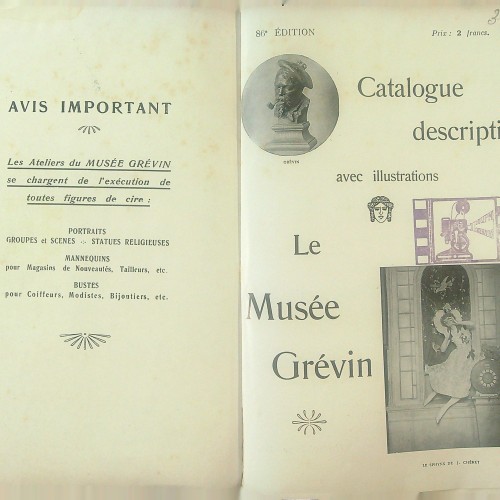 AVIS IMPORTANT
Les Ateliers du MUSÉE GRÉVIN
se chargent de l'exécution de
toutes figures de cire :
PORTRAITS
GROUPES et SCENES - STATUES RELIGIEUSES
MANNEQUINS
pour Magasins de Nouveautés, Tailleurs, etc.
BUSTES
pour Coiffeurs, Modistes, Bijoutiers, etc.
86e ÉDITION
Prix : 2 francs.
3
GRÉVIN
Catalogue
descripti
avec illustrations
Le
Musée
Grévin